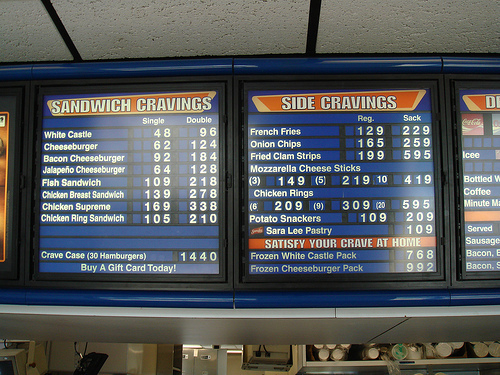 SANDWICH CRAVINGS
Single Double
White Castle 48 96
Cheeseburger 62 124
Bacon Cheeseburger 92 184
Jalapeño Cheeseburger 64 128
Fish Sandwich 109 218
Chicken Breast Sandwich 139 278
Chicken Supreme 169 338
Chicken Ring Sandwich 105 210
Crave Case (30 Hamburgers) 1440
Buy A Gift Card Today!
SIDE CRAVINGS
Reg. Sack
French Fries 129 229
Onion Chips 165 259
Fried Clam Strips 199 595
Mozzarella Cheese Sticks
(3) 149 (5) 219 10 419
Chicken Rings
(6 209 (9) 309 (20 595
Potato Snackers 109 209
Sara Lee Pastry 109
SATISFY YOUR CRAVE AT HOME
Frozen White Castle Pack 768
Frozen Cheeseburger Pack 992
D
Coca-Cola
Icee
Bottled W
Coffee
Minute Ma
Served
Sausage
Bacon, E
Bacon, S